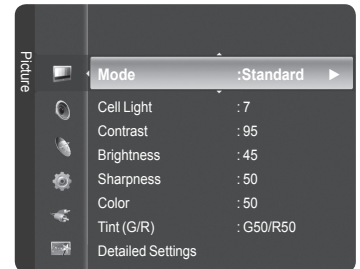 Picture
Mode :Standard ►
Cell Light : 7
Contrast : 95
Brightness : 45
Sharpness : 50
Color : 50
Tint (G/R) : G50/R50
Detailed Settings